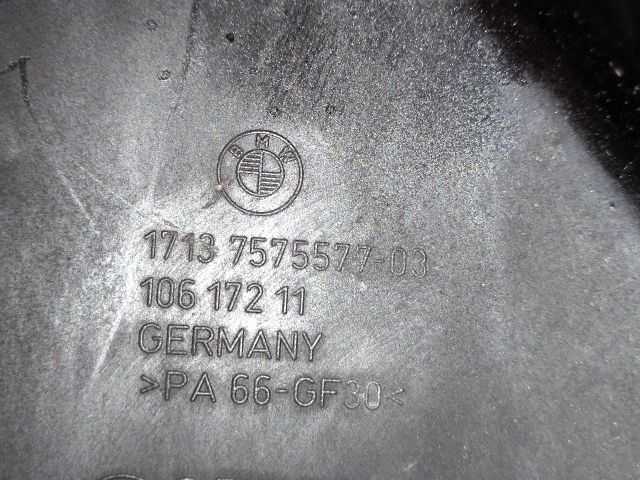 BMW
1713 7575577-03
106 172 11
GERMANY
>PA 66-GF30<